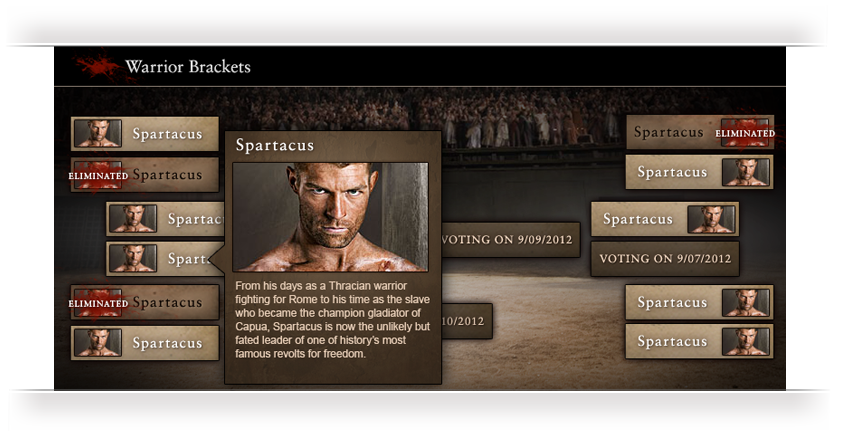 Warrior Brackets
Spartacus
ELIMINATED Spartacus
Spartac
Spart
ELIMINATED Spartacus
Spartacus
Spartacus
From his days as a Thracian warrior
fighting for Rome to his time as the slave
who became the champion gladiator of
Capua, Spartacus is now the unlikely but
fated leader of one of history's most
famous revolts for freedom.
VOTING ON 9/09/2012
10/2012
Spartacus ELIMINATED
Spartacus
Spartacus
VOTING ON 9/07/2012
Spartacus
Spartacus